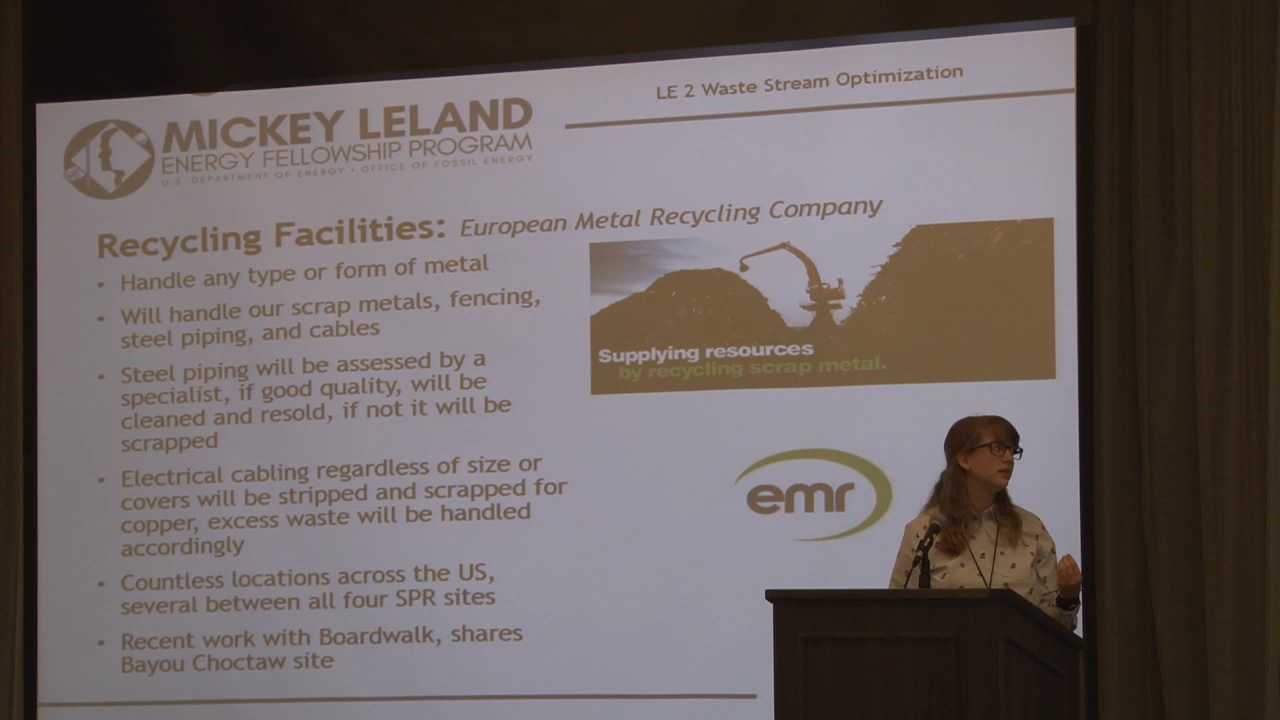 LE 2 Waste Stream Optimization
MICKEY LELAND
ENERGY FELLOWSHIP PROGRAM
U.S. DEPARTMENT OF ENERGY • OFFICE OF FOSSIL ENERGY
Recycling Facilities: European Metal Recycling Company
• Handle any type or form of metal
• Will handle our scrap metals, fencing,
steel piping, and cables
• Steel piping will be assessed by a
specialist, if good quality, will be
cleaned and resold, if not it will be
scrapped
• Electrical cabling regardless of size or
covers will be stripped and scrapped for
copper, excess waste will be handled
accordingly
• Countless locations across the US,
several between all four SPR sites
• Recent work with Boardwalk, shares
Bayou Choctaw site
Supplying resources
by recycling scrap metal.
emr